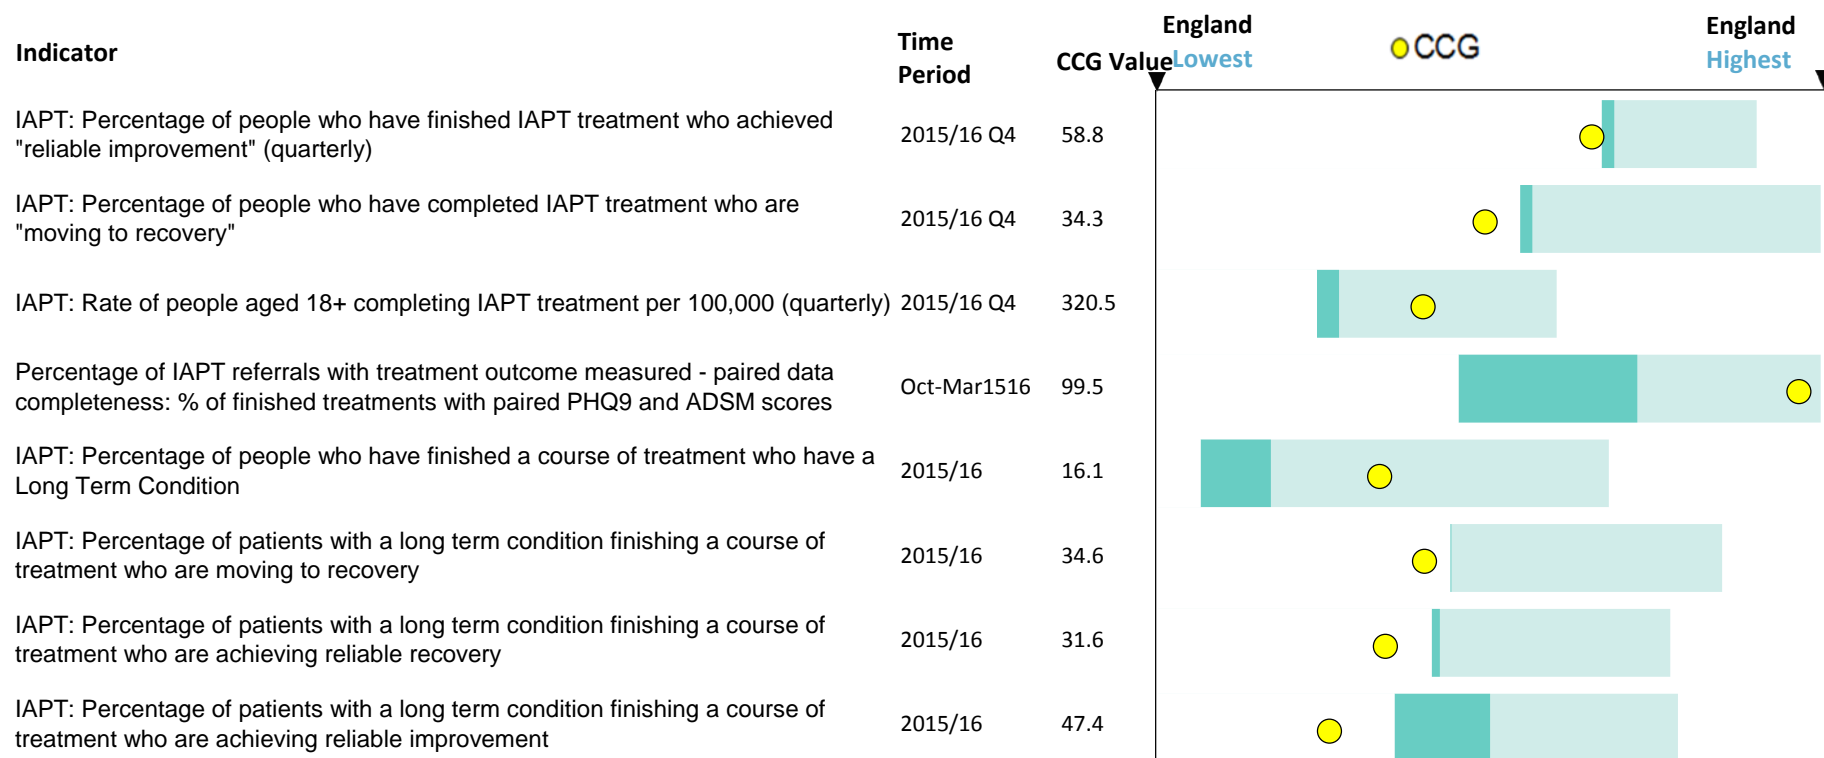 Indicator
Time
Period
CCG Value
England
Lowest
CCG
England
Highest
IAPT: Percentage of people who have finished IAPT treatment who achieved
"reliable improvement" (quarterly)
2015/16 Q4
58.8
IAPT: Percentage of people who have completed IAPT treatment who are
"moving to recovery"
2015/16 Q4
34.3
IAPT: Rate of people aged 18+ completing IAPT treatment per 100,000 (quarterly)
2015/16 Q4
320.5
Percentage of IAPT referrals with treatment outcome measured - paired data
completeness: % of finished treatments with paired PHQ9 and ADSM scores
Oct-Mar1516
99.5
IAPT: Percentage of people who have finished a course of treatment who have a
Long Term Condition
2015/16
16.1
IAPT: Percentage of patients with a long term condition finishing a course of
treatment who are moving to recovery
2015/16
34.6
IAPT: Percentage of patients with a long term condition finishing a course of
treatment who are achieving reliable recovery
2015/16
31.6
IAPT: Percentage of patients with a long term condition finishing a course of
treatment who are achieving reliable improvement
2015/16
47.4